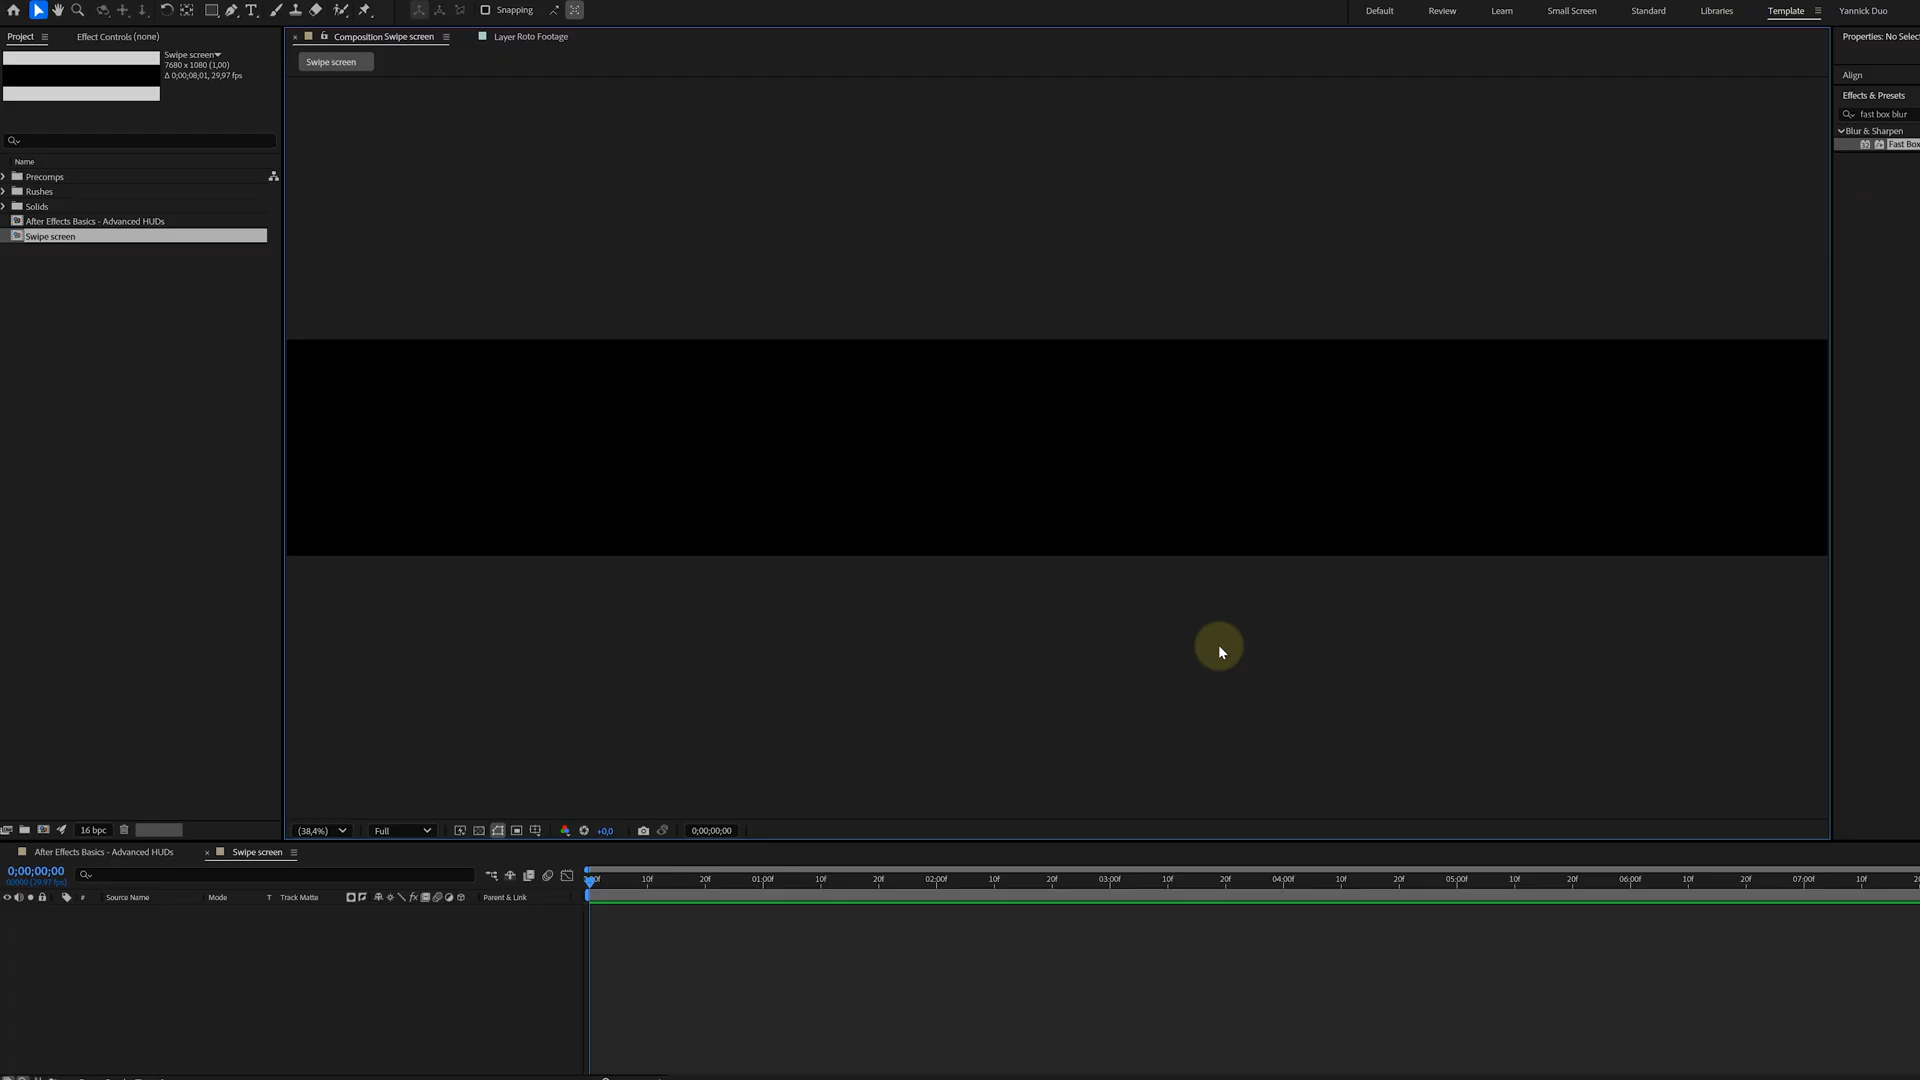 Snapping
Default
Review
Learn
Small Screen
Standard
Libraries
Template
Yannick Duo
Project
Effect Controls (none)
Composition Swipe screen
Layer Roto Footage
Properties: No Selec
Swipe screen
7680 x 1080 (1,00)
Δ 0;00;08;01, 29,97 fps
Swipe screen
Align
Effects & Presets
fast box blur
Blur & Sharpen
Fast Box
Name
Precomps
Rushes
Solids
After Effects Basics - Advanced HUDs
Swipe screen
16 bpc
(38,4%)
Full
+0,0
0;00;00;00
After Effects Basics - Advanced HUDs
Swipe screen
0;00;00;00
00000 (29.97 fps)
10f 20f 01:00f 10f 20f 02:00f 10f 20f 03:00f 10f 20f 04:00f 10f 20f 05:00f 10f 20f 06:00f 10f 20f 07:00f 10f
# Source Name Mode T Track Matte fx Parent & Link